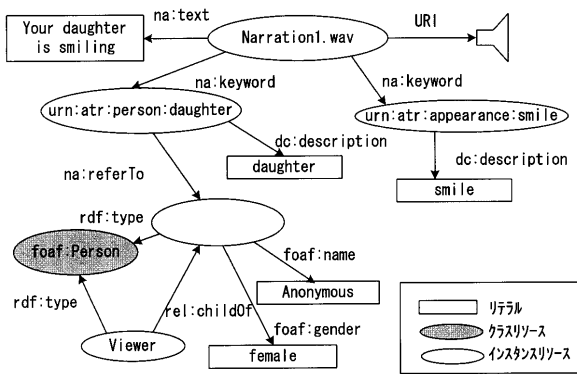 na:text
URI
Your daughter
is smiling
Narration1.wav
na:keyword
na:keyword
urn:atr:person:daughter
urn:atr:appearance:smile
dc:description
daughter
dc:description
smile
na:referTo
rdf:type
foaf:Person
foaf:name
Anonymous
rdf:type
rel:childOf
foaf:gender
Viewer
female
リテラル
クラスリソース
インスタンスリソース